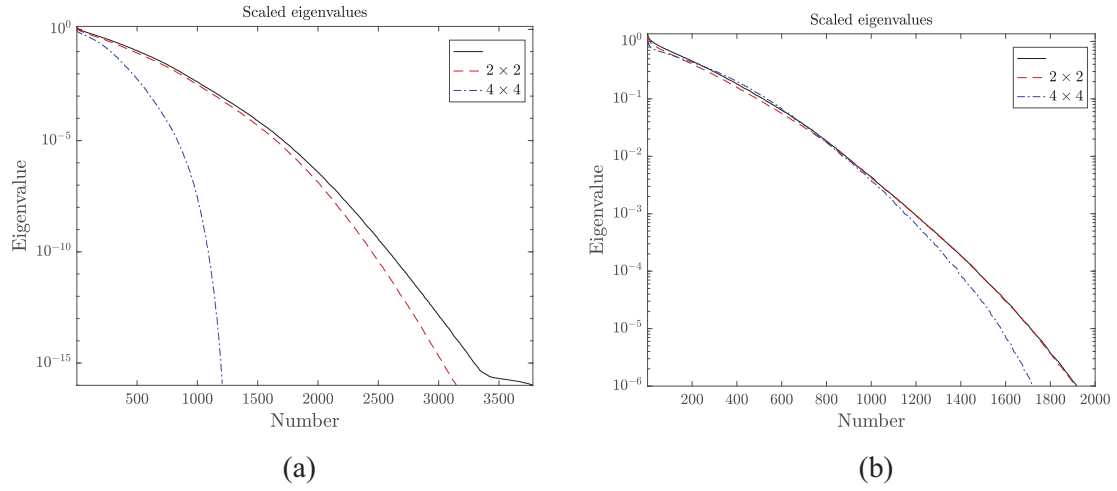 Scaled eigenvalues
10^0
10^-5
10^-10
10^-15
Eigenvalue
2 × 2
4 × 4
500 1000 1500 2000 2500 3000 3500
Number
(a)
Scaled eigenvalues
10^0
10^-1
10^-2
10^-3
10^-4
10^-5
10^-6
Eigenvalue
2 × 2
4 × 4
200 400 600 800 1000 1200 1400 1600 1800 2000
Number
(b)